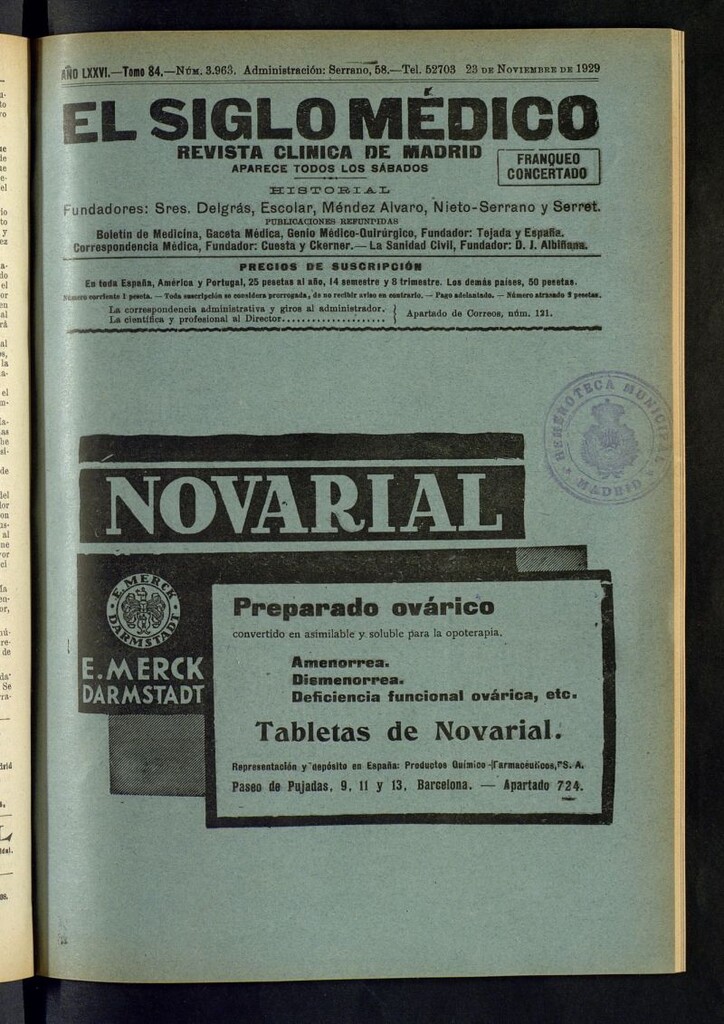 AÑO LXXVI.—Tomo 84.—NÚM. 3.963. Administración: Serrano, 58.—Tel. 52703 23 DE NOVIEMBRE DE 1929
EL SIGLO MÉDICO
REVISTA CLINICA DE MADRID
APARECE TODOS LOS SÁBADOS
FRANQUEO
CONCERTADO
HISTORIAL
Fundadores: Sres. Delgrás, Escolar, Méndez Alvaro, Nieto-Serrano y Serret.
PUBLICACIONES REFUNDIDAS
Boletín de Medicina, Gaceta Médica, Genio Médico-Quirúrgico, Fundador: Tejada y España.
Correspondencia Médica, Fundador: Cuesta y Ckerner.—La Sanidad Civil, Fundador: D. J. Albiñana.
PRECIOS DE SUSCRIPCIÓN
En toda España, América y Portugal, 25 pesetas al año, 14 semestre y 8 trimestre. Los demás países, 50 pesetas.
Número corriente 1 peseta. — Toda suscripción se considera prorrogada, de no recibir aviso en contrario. — Pago adelantado. — Número atrasado 2 pesetas.
La correspondencia administrativa y giros al administrador.
La científica y profesional al Director....................
Apartado de Correos, núm. 121.
HEMEROTECA MUNICIPAL
MADRID
NOVARIAL
E. MERCK
DARMSTADT
E. MERCK
DARMSTADT
Preparado ovárico
convertido en asimilable y soluble para la opoterapia.
Amenorrea.
Dismenorrea.
Deficiencia funcional ovárica, etc.
Tabletas de Novarial.
Representación y depósito en España: Productos Químico-Farmacéuticos, S. A.
Paseo de Pujadas, 9, 11 y 13, Barcelona. — Apartado 724.